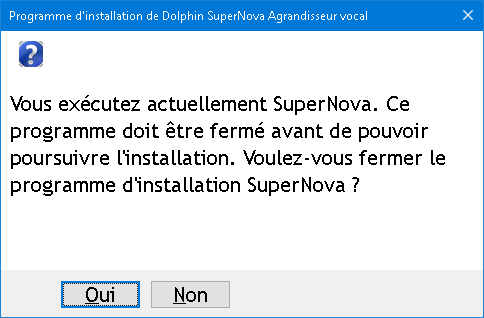 Programme d'installation de Dolphin SuperNova Agrandisseur vocal
Vous exécutez actuellement SuperNova. Ce
programme doit être fermé avant de pouvoir
poursuivre l'installation. Voulez-vous fermer le
programme d'installation SuperNova ?
Oui
Non